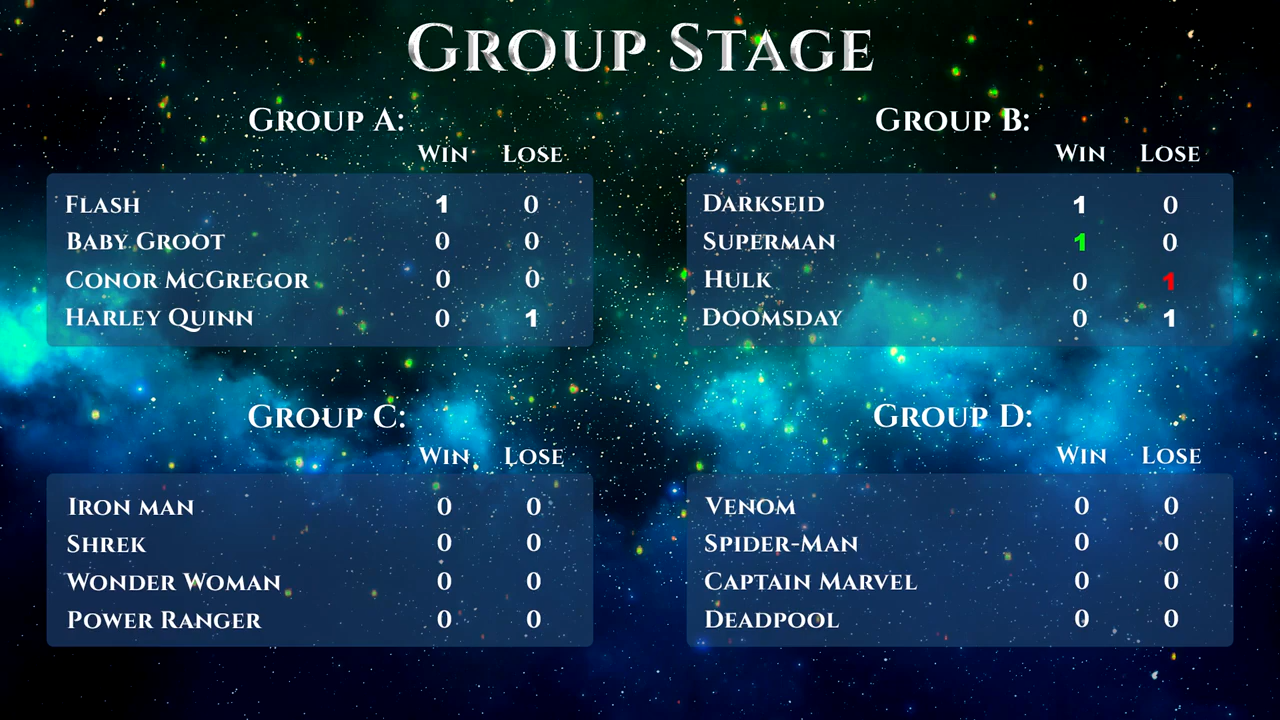 Group Stage
Group A:
Win Lose
Flash 1 0
Baby Groot 0 0
Conor McGregor 0 0
Harley Quinn 0 1
Group B:
Win Lose
Darkseid 1 0
Superman 1 0
Hulk 0 1
Doomsday 0 1
Group C:
Win Lose
Iron man 0 0
Shrek 0 0
Wonder Woman 0 0
Power Ranger 0 0
Group D:
Win Lose
Venom 0 0
Spider-Man 0 0
Captain Marvel 0 0
Deadpool 0 0